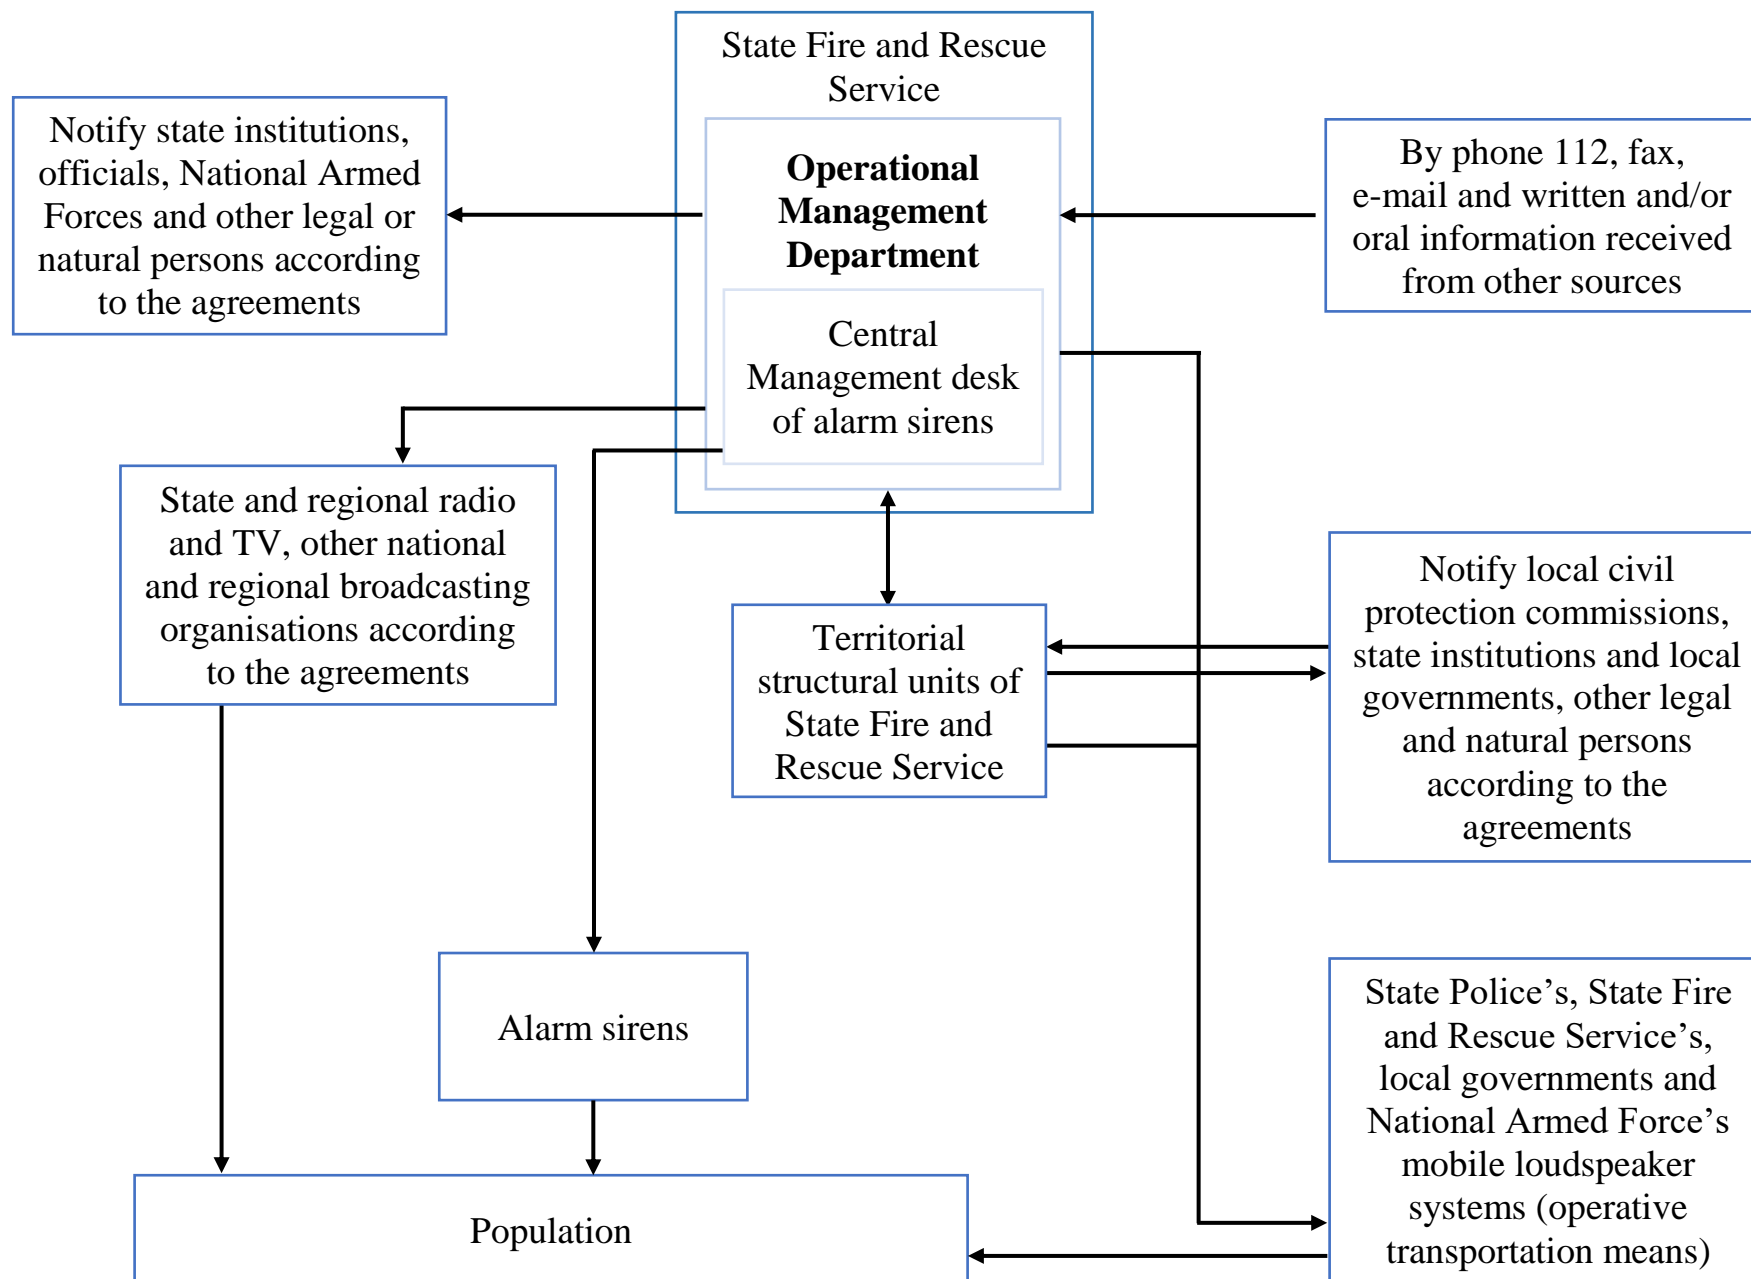 State Fire and Rescue
Service
Notify state institutions,
officials, National Armed
Forces and other legal or
natural persons according
to the agreements
Operational
Management
Department
By phone 112, fax,
e-mail and written and/or
oral information received
from other sources
Central
Management desk
of alarm sirens
State and regional radio
and TV, other national
and regional broadcasting
organisations according
to the agreements
Territorial
structural units of
State Fire and
Rescue Service
Notify local civil
protection commissions,
state institutions and local
governments, other legal
and natural persons
according to the
agreements
Alarm sirens
State Police’s, State Fire
and Rescue Service’s,
local governments and
National Armed Force’s
mobile loudspeaker
systems (operative
transportation means)
Population